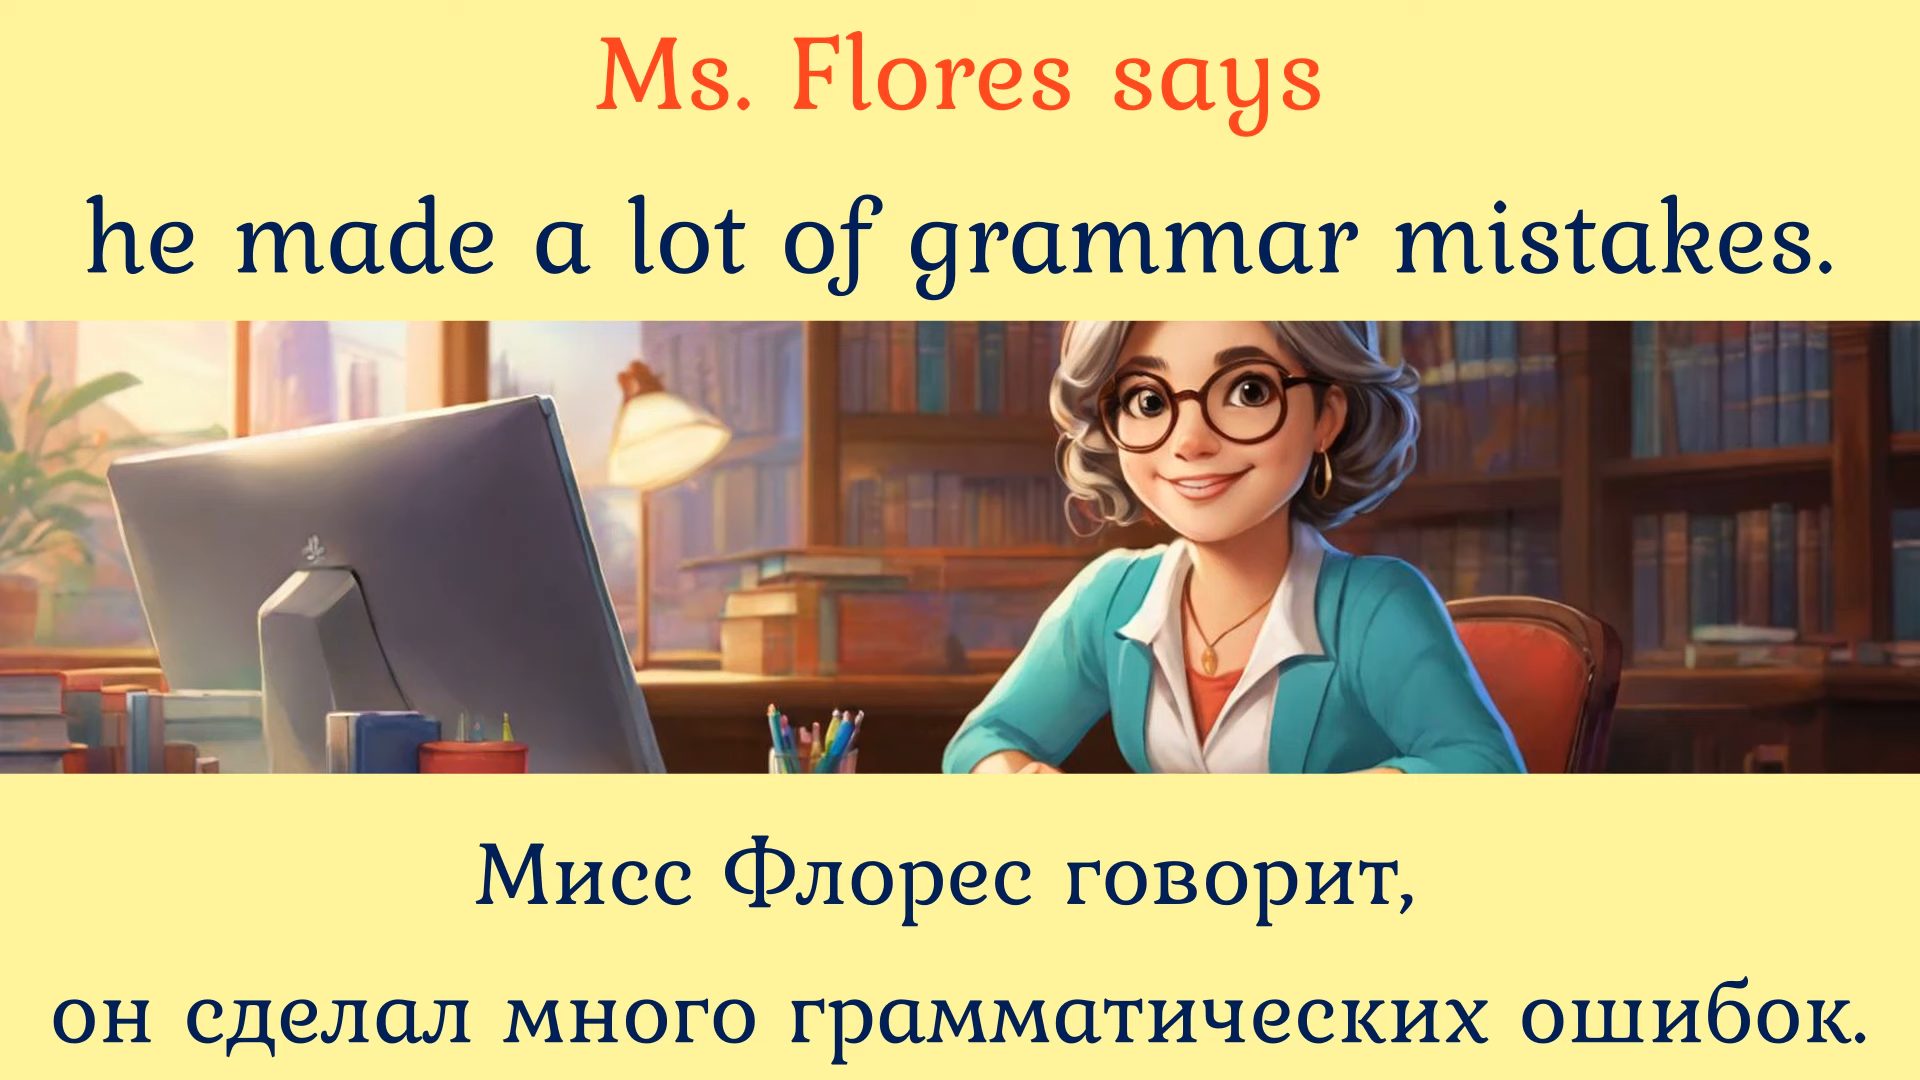 Ms. Flores says
he made a lot of grammar mistakes.
Мисс Флорес говорит,
он сделал много грамматических ошибок.